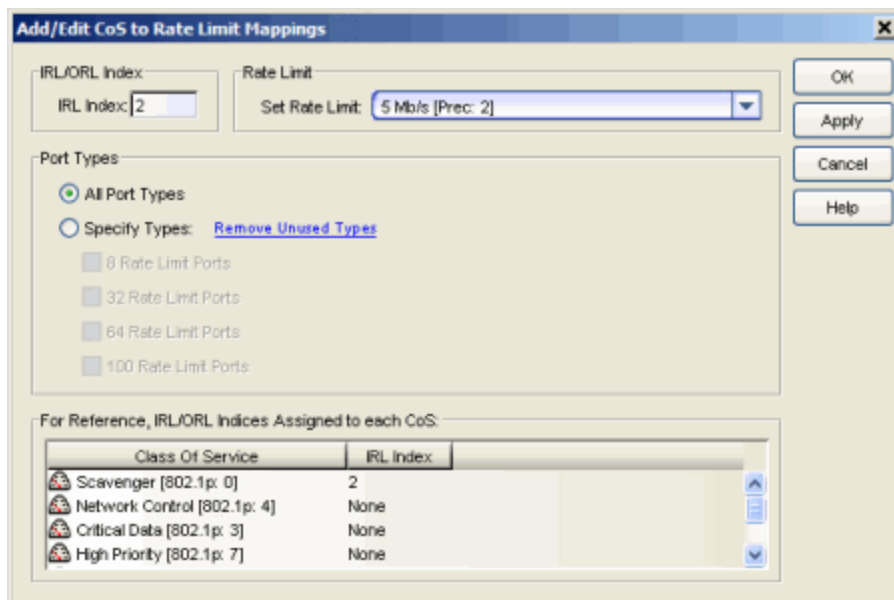 Add/Edit CoS to Rate Limit Mappings
IRL/ORL Index
IRL Index: 2
Rate Limit
Set Rate Limit: 5 Mb/s [Prec: 2]
OK
Apply
Cancel
Help
Port Types
All Port Types
Specify Types: Remove Unused Types
8 Rate Limit Ports
32 Rate Limit Ports
64 Rate Limit Ports
100 Rate Limit Ports
For Reference, IRL/ORL Indices Assigned to each CoS:
Class Of Service IRL Index
Scavenger [802.1p: 0] 2
Network Control [802.1p: 4] None
Critical Data [802.1p: 3] None
High Priority [802.1p: 7] None